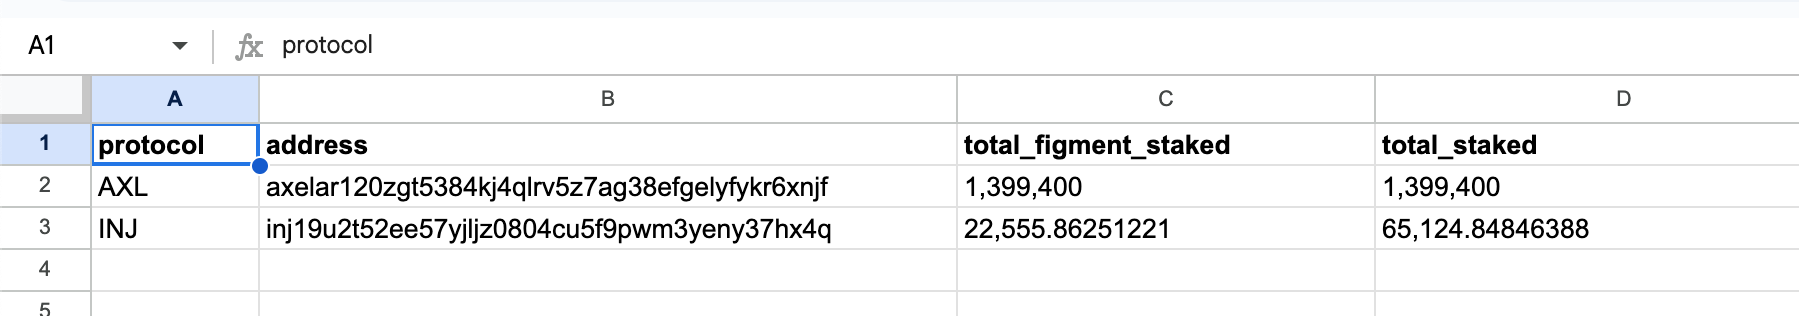 A1 fx protocol
A B C D
1 protocol address total_figment_staked total_staked
2 AXL axelar120zgt5384kj4qlrv5z7ag38efgelyfykr6xnjf 1,399,400 1,399,400
3 INJ inj19u2t52ee57yjljz0804cu5f9pwm3yeny37hx4q 22,555.86251221 65,124.84846388
4
5